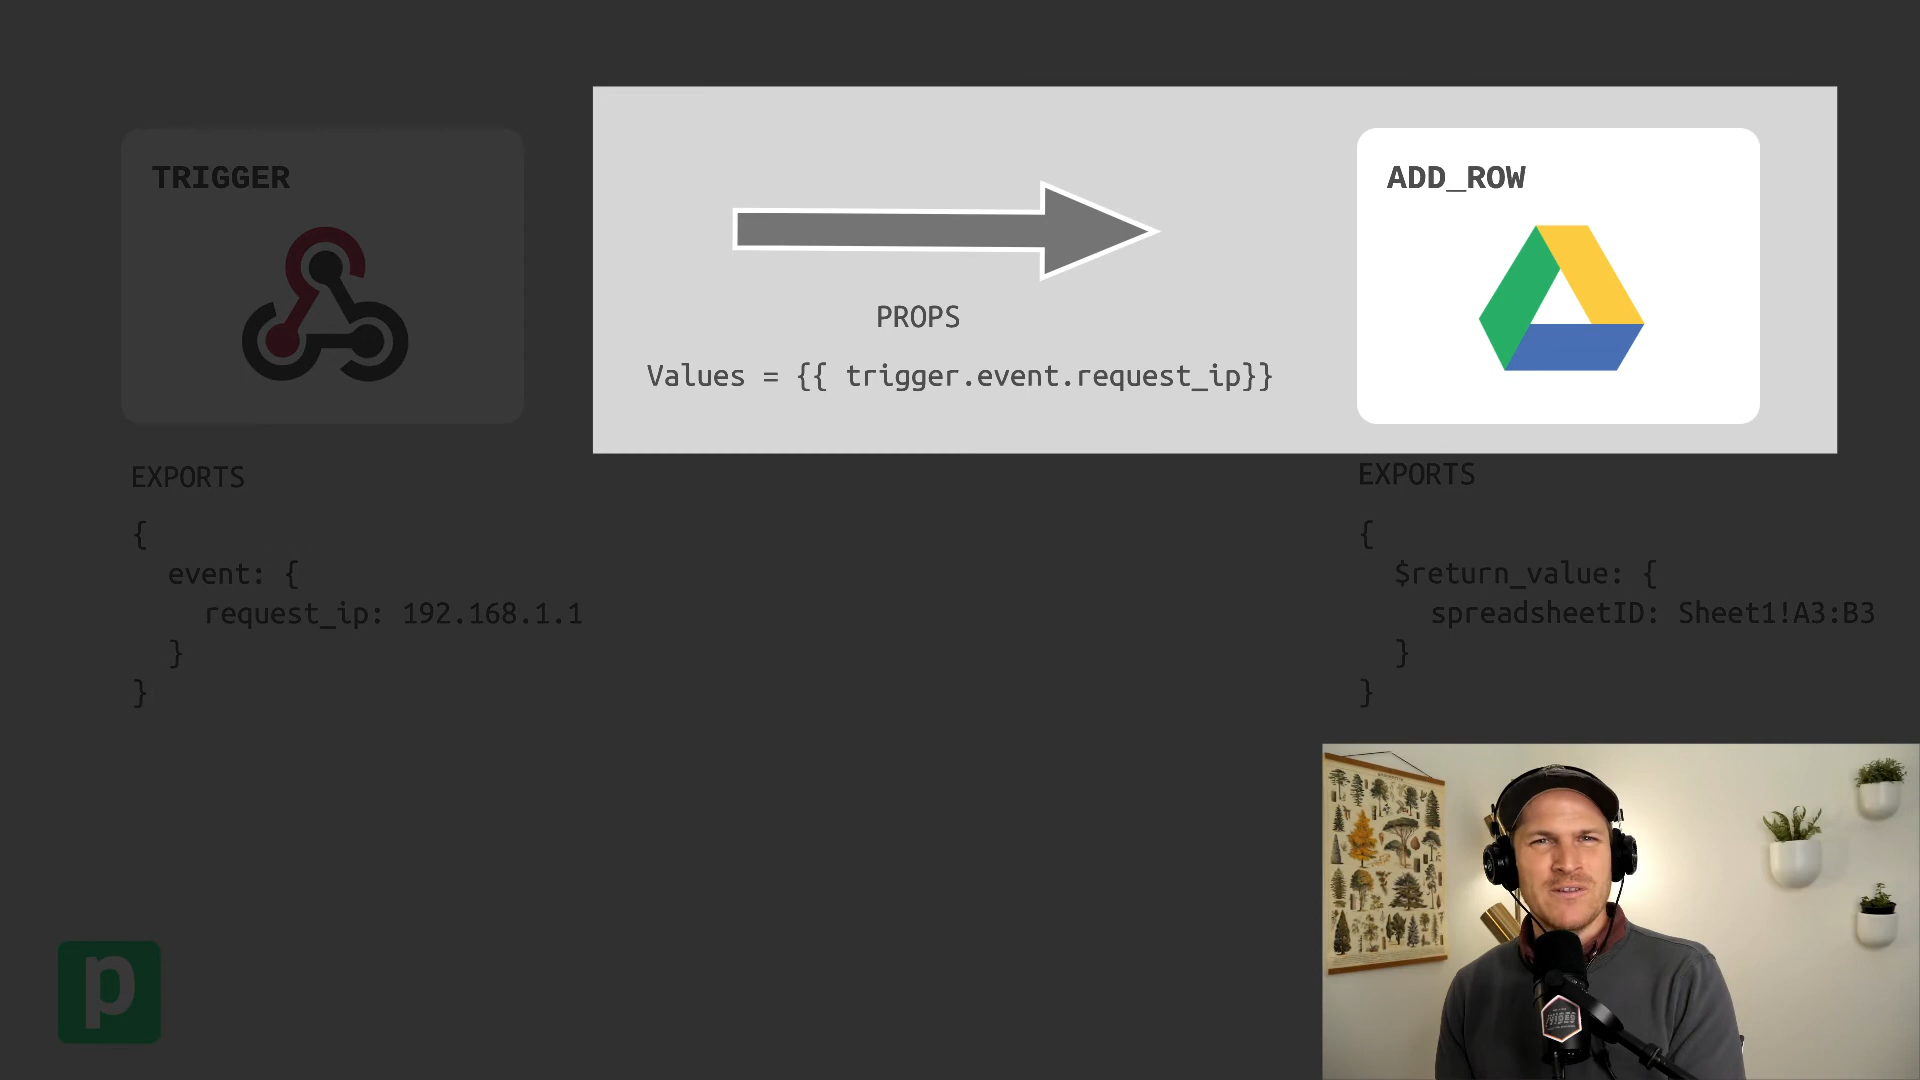 TRIGGER
EXPORTS
{
event: {
request_ip: 192.168.1.1
}
}
PROPS
Values = {{ trigger.event.request_ip}}
ADD_ROW
EXPORTS
{
$return_value: {
spreadsheetID: Sheet1!A3:B3
}
}
p